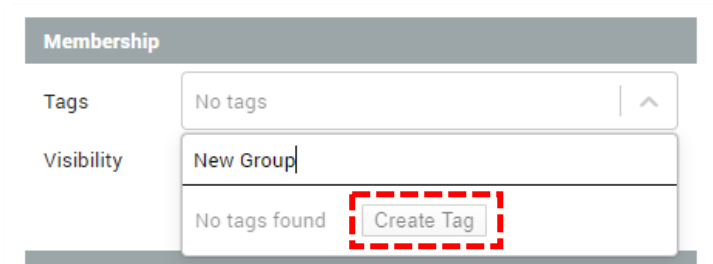 Membership
Tags
No tags
Visibility
New Group
No tags found
Create Tag